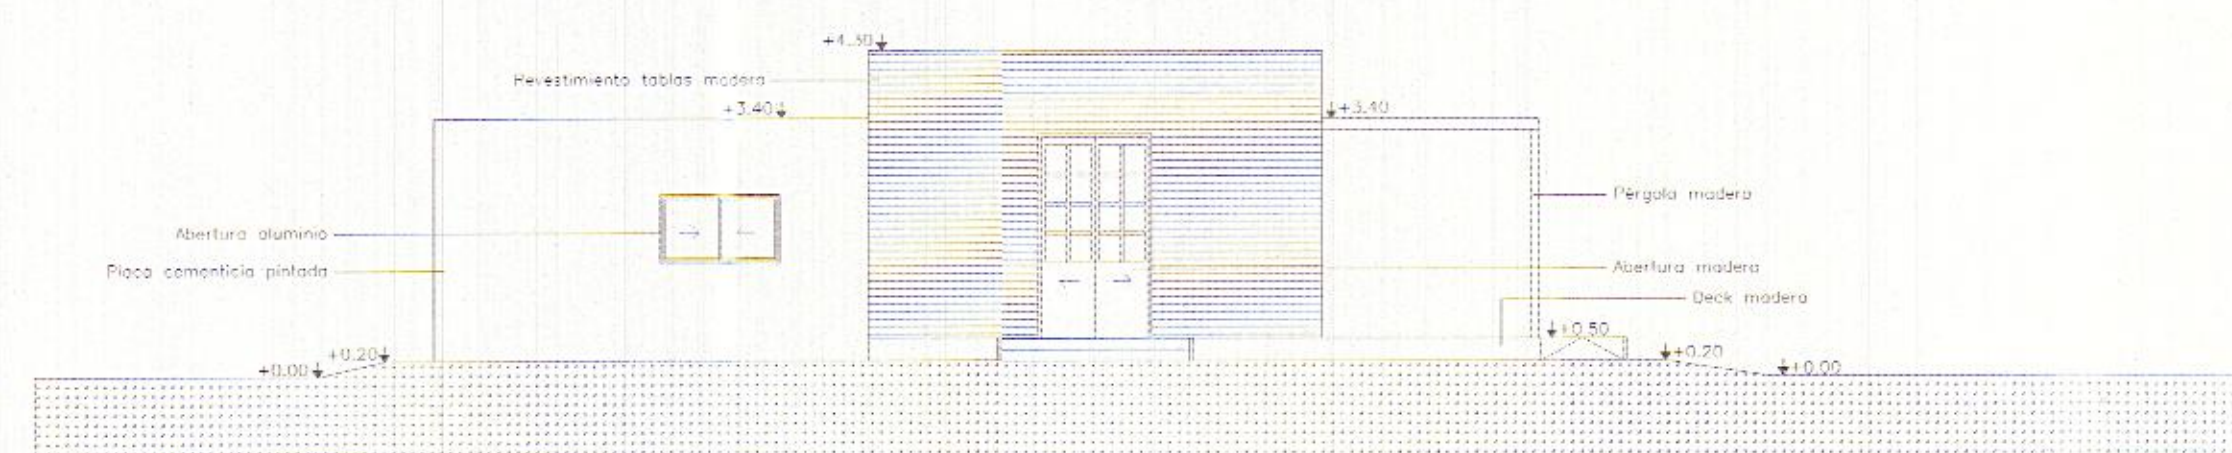 +4.30
Revestimiento tablas madera
+3.40
+3.40
Pérgola madera
Abertura aluminio
Abertura madera
Placa cementicia pintada
Deck madera
+0.50
+0.20
+0.20
+0.00
+0.00